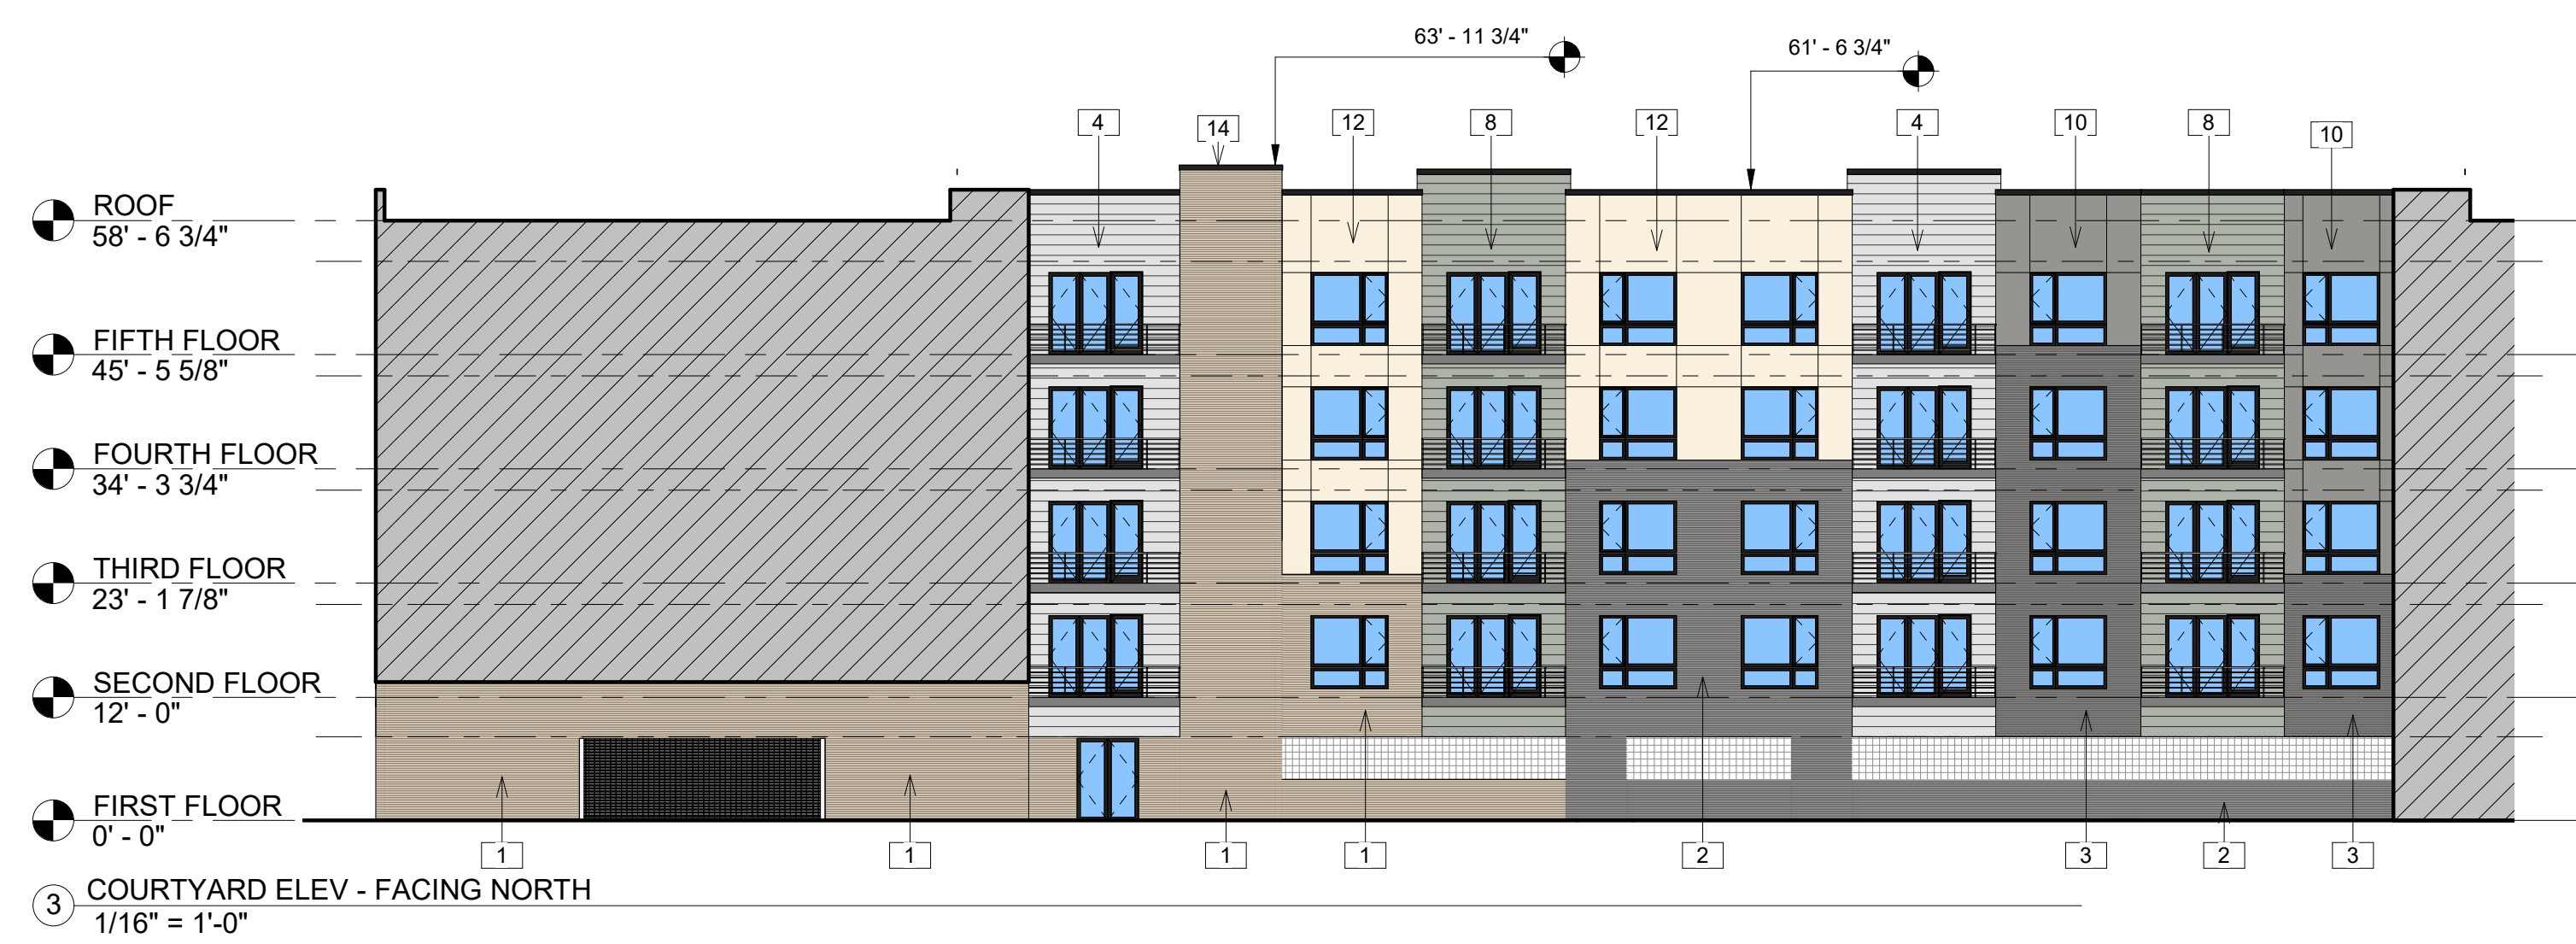 63' - 11 3/4"
61' - 6 3/4"
4
14
12
8
12
4
10
8
10
ROOF
58' - 6 3/4"
FIFTH FLOOR
45' - 5 5/8"
FOURTH FLOOR
34' - 3 3/4"
THIRD FLOOR
23' - 1 7/8"
SECOND FLOOR
12' - 0"
FIRST FLOOR
0' - 0"
1
1
1
1
2
3
2
3
3
COURTYARD ELEV - FACING NORTH
1/16" = 1'-0"